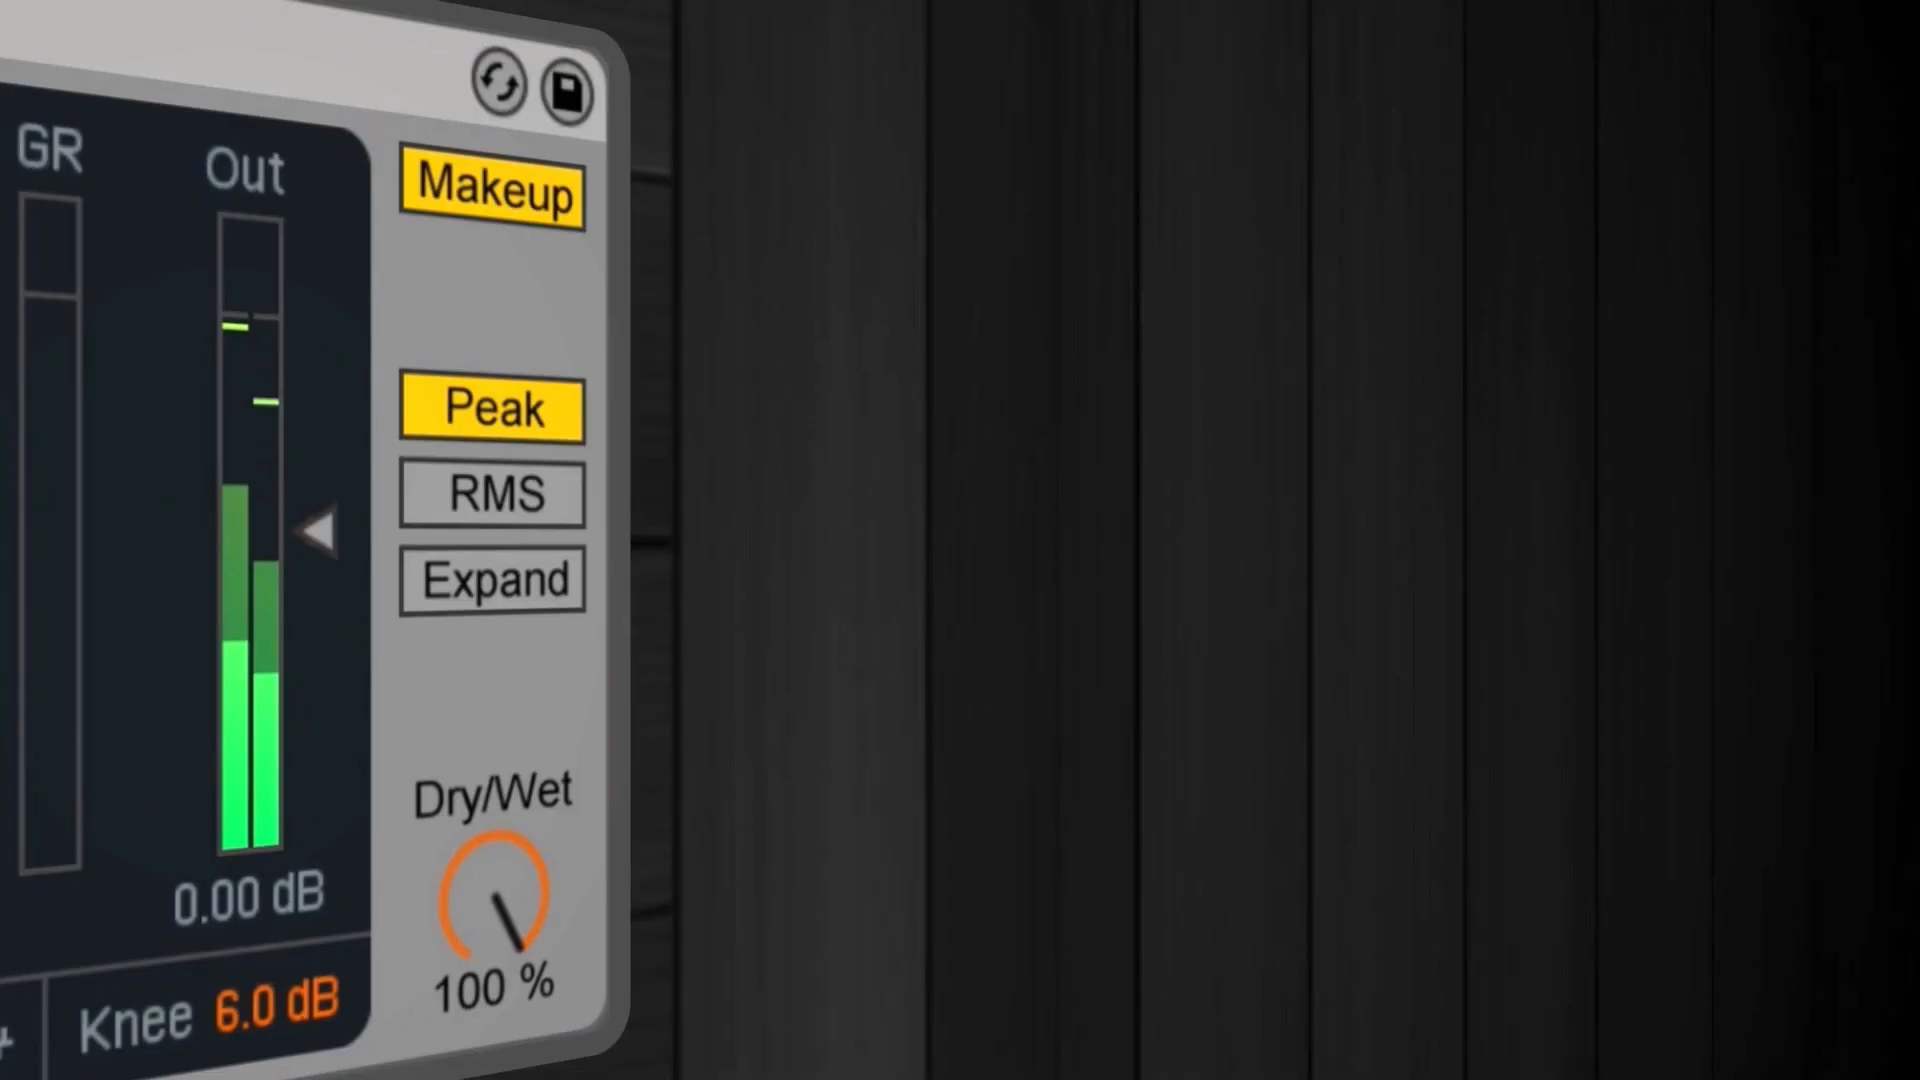 GR
Out
Makeup
Peak
RMS
Expand
Dry/Wet
100 %
0.00 dB
Knee 6.0 dB